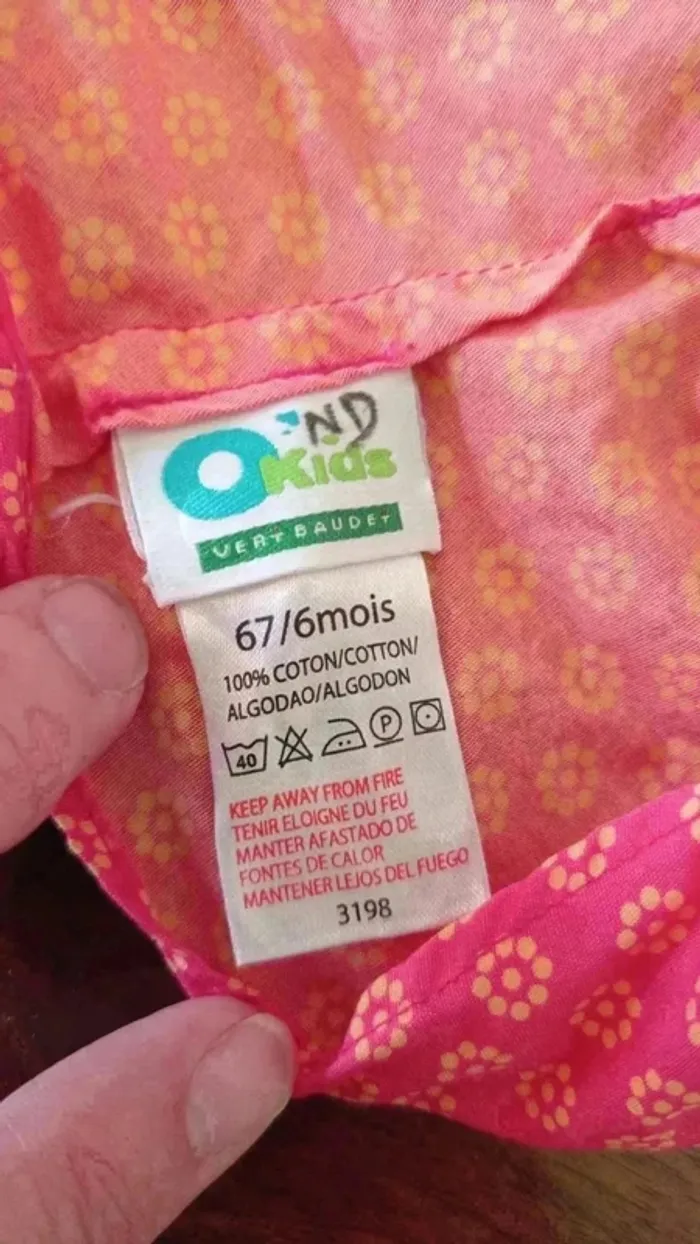 O'ND
Kids
VERTBAUDET
67/6mois
100% COTON/COTTON/
ALGODAO/ALGODON
40
P
KEEP AWAY FROM FIRE
TENIR ELOIGNE DU FEU
MANTER AFASTADO DE
FONTES DE CALOR
MANTENER LEJOS DEL FUEGO
3198